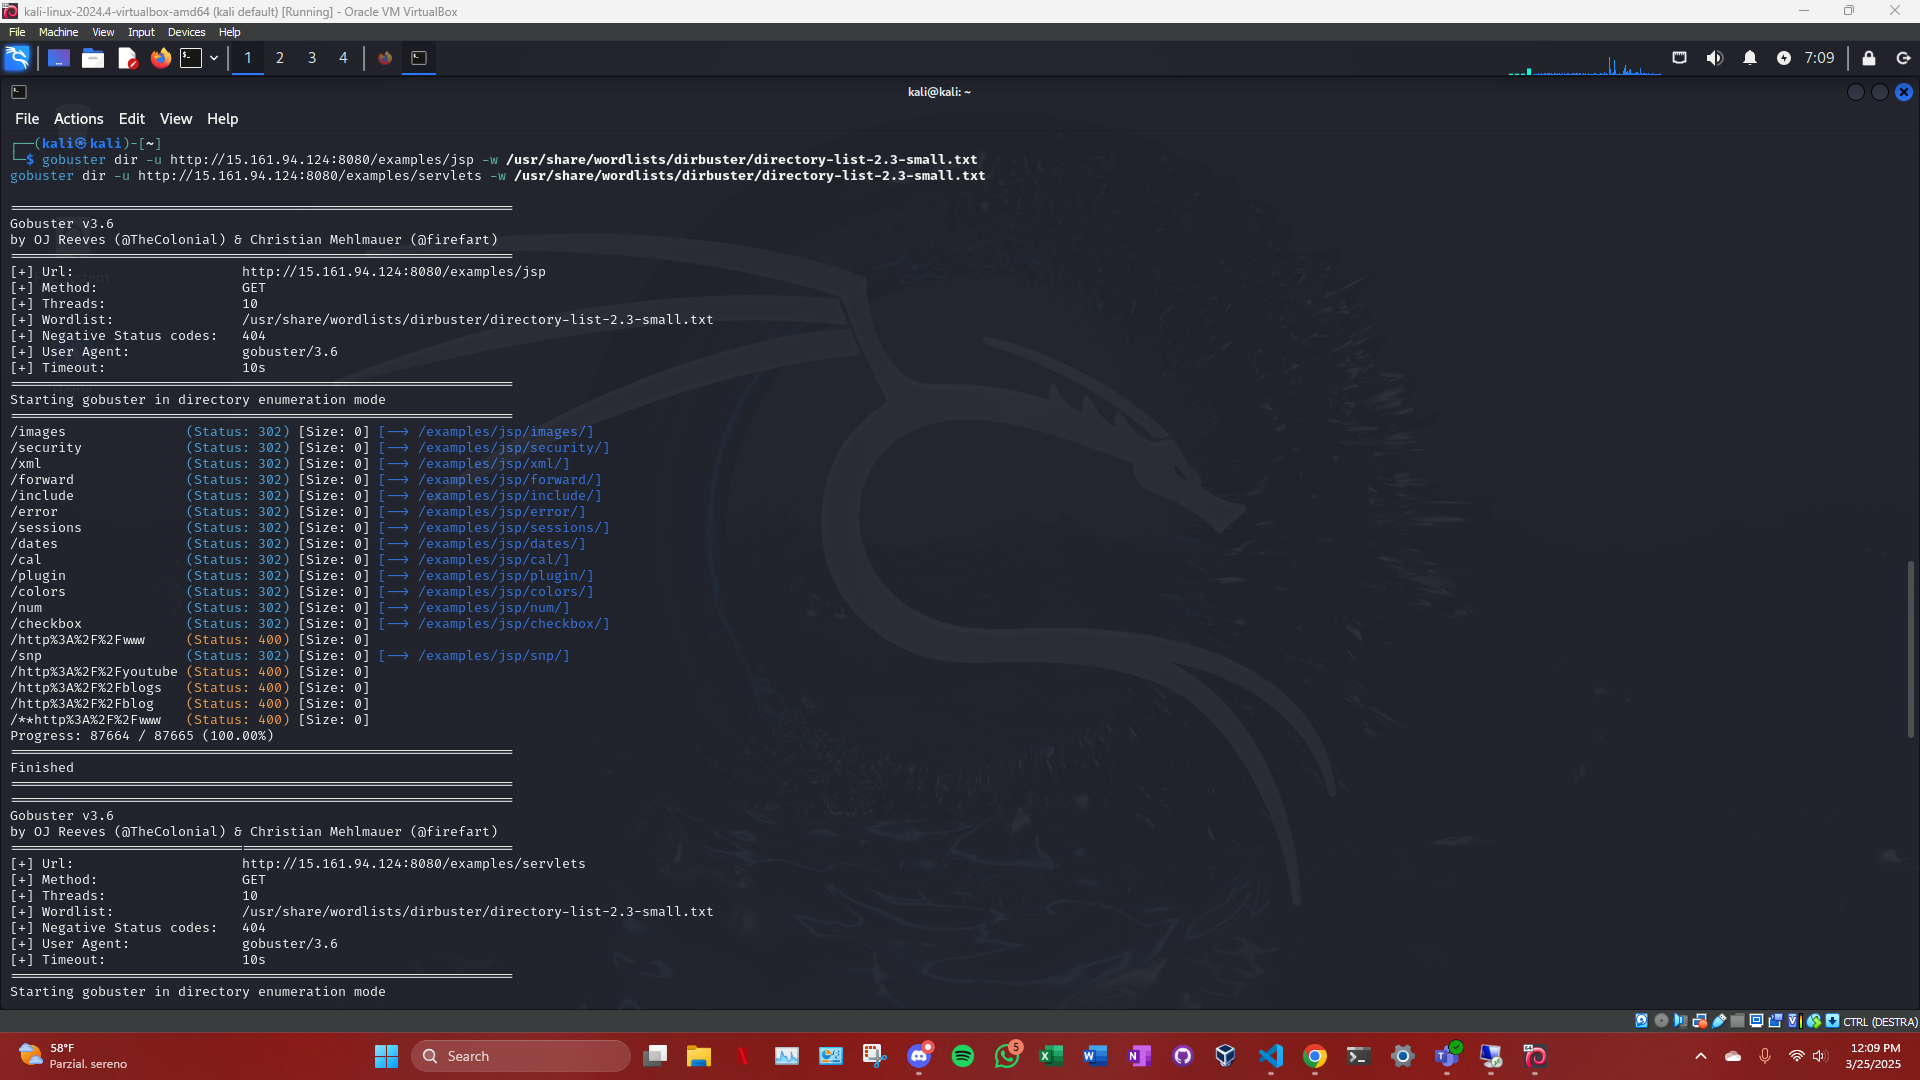 kali-linux-2024.4-virtualbox-amd64 (kali default) [Running] - Oracle VM VirtualBox
File Machine View Input Devices Help
1 2 3 4 7:09
kali@kali: ~
File Actions Edit View Help
┌──(kali㉿kali)-[~]
└─$ gobuster dir -u http://15.161.94.124:8080/examples/jsp -w /usr/share/wordlists/dirbuster/directory-list-2.3-small.txt
gobuster dir -u http://15.161.94.124:8080/examples/servlets -w /usr/share/wordlists/dirbuster/directory-list-2.3-small.txt
===============================================================
Gobuster v3.6
by OJ Reeves (@TheColonial) & Christian Mehlmauer (@firefart)
===============================================================
[+] Url: http://15.161.94.124:8080/examples/jsp
[+] Method: GET
[+] Threads: 10
[+] Wordlist: /usr/share/wordlists/dirbuster/directory-list-2.3-small.txt
[+] Negative Status codes: 404
[+] User Agent: gobuster/3.6
[+] Timeout: 10s
===============================================================
Starting gobuster in directory enumeration mode
===============================================================
/images (Status: 302) [Size: 0] [--> /examples/jsp/images/]
/security (Status: 302) [Size: 0] [--> /examples/jsp/security/]
/xml (Status: 302) [Size: 0] [--> /examples/jsp/xml/]
/forward (Status: 302) [Size: 0] [--> /examples/jsp/forward/]
/include (Status: 302) [Size: 0] [--> /examples/jsp/include/]
/error (Status: 302) [Size: 0] [--> /examples/jsp/error/]
/sessions (Status: 302) [Size: 0] [--> /examples/jsp/sessions/]
/dates (Status: 302) [Size: 0] [--> /examples/jsp/dates/]
/cal (Status: 302) [Size: 0] [--> /examples/jsp/cal/]
/plugin (Status: 302) [Size: 0] [--> /examples/jsp/plugin/]
/colors (Status: 302) [Size: 0] [--> /examples/jsp/colors/]
/num (Status: 302) [Size: 0] [--> /examples/jsp/num/]
/checkbox (Status: 302) [Size: 0] [--> /examples/jsp/checkbox/]
/http%3A%2F%2Fwww (Status: 400) [Size: 0]
/snp (Status: 302) [Size: 0] [--> /examples/jsp/snp/]
/http%3A%2F%2Fyoutube (Status: 400) [Size: 0]
/http%3A%2F%2Fblogs (Status: 400) [Size: 0]
/http%3A%2F%2Fblog (Status: 400) [Size: 0]
/**http%3A%2F%2Fwww (Status: 400) [Size: 0]
Progress: 87664 / 87665 (100.00%)
===============================================================
Finished
===============================================================
===============================================================
Gobuster v3.6
by OJ Reeves (@TheColonial) & Christian Mehlmauer (@firefart)
===============================================================
[+] Url: http://15.161.94.124:8080/examples/servlets
[+] Method: GET
[+] Threads: 10
[+] Wordlist: /usr/share/wordlists/dirbuster/directory-list-2.3-small.txt
[+] Negative Status codes: 404
[+] User Agent: gobuster/3.6
[+] Timeout: 10s
===============================================================
Starting gobuster in directory enumeration mode
CTRL (DESTRA)
58°F
Parzial. sereno
Search
5
12:09 PM
3/25/2025